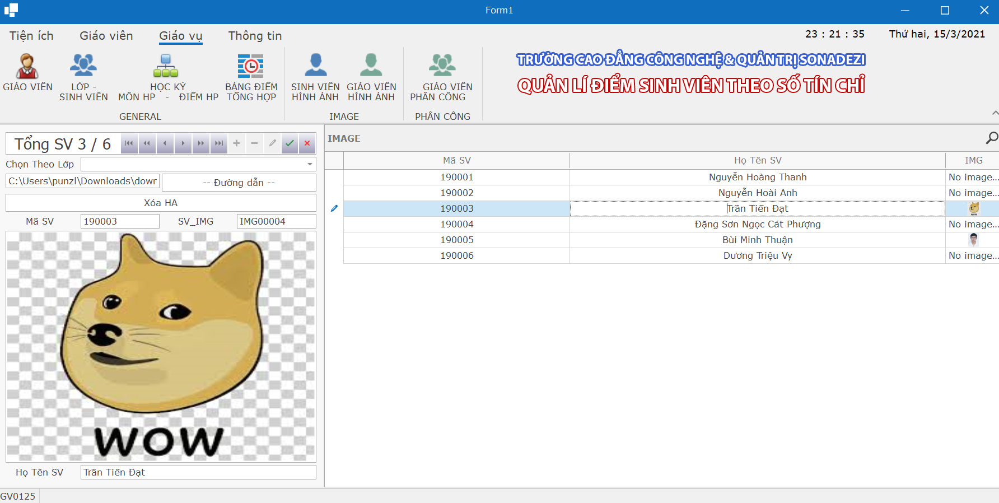 Form1
Tiện ích Giáo viên Giáo vụ Thông tin
23 : 21 : 35 Thứ hai, 15/3/2021
TRƯỜNG CAO ĐẲNG CÔNG NGHỆ & QUẢN TRỊ SONADEZI
QUẢN LÍ ĐIỂM SINH VIÊN THEO SỐ TÍN CHỈ
GIÁO VIÊN
LỚP -
SINH VIÊN
HỌC KỲ
MÔN HP - ĐIỂM HP
BẢNG ĐIỂM
TỔNG HỢP
GENERAL
SINH VIÊN
HÌNH ẢNH
GIÁO VIÊN
HÌNH ẢNH
IMAGE
GIÁO VIÊN
PHÂN CÔNG
PHÂN CÔNG
Tổng SV 3 / 6
Chọn Theo Lớp
C:\Users\punzl\Downloads\dowr
-- Đường dẫn --
Xóa HA
Mã SV 190003 SV_IMG IMG00004
wow
Họ Tên SV Trần Tiến Đạt
IMAGE
Mã SV Họ Tên SV IMG
190001 Nguyễn Hoàng Thanh No image...
190002 Nguyễn Hoài Anh
190003 Trần Tiến Đạt wow
190004 Đặng Sơn Ngọc Cát Phượng No image...
190005 Bùi Minh Thuận
190006 Dương Triệu Vy No image...
GV0125